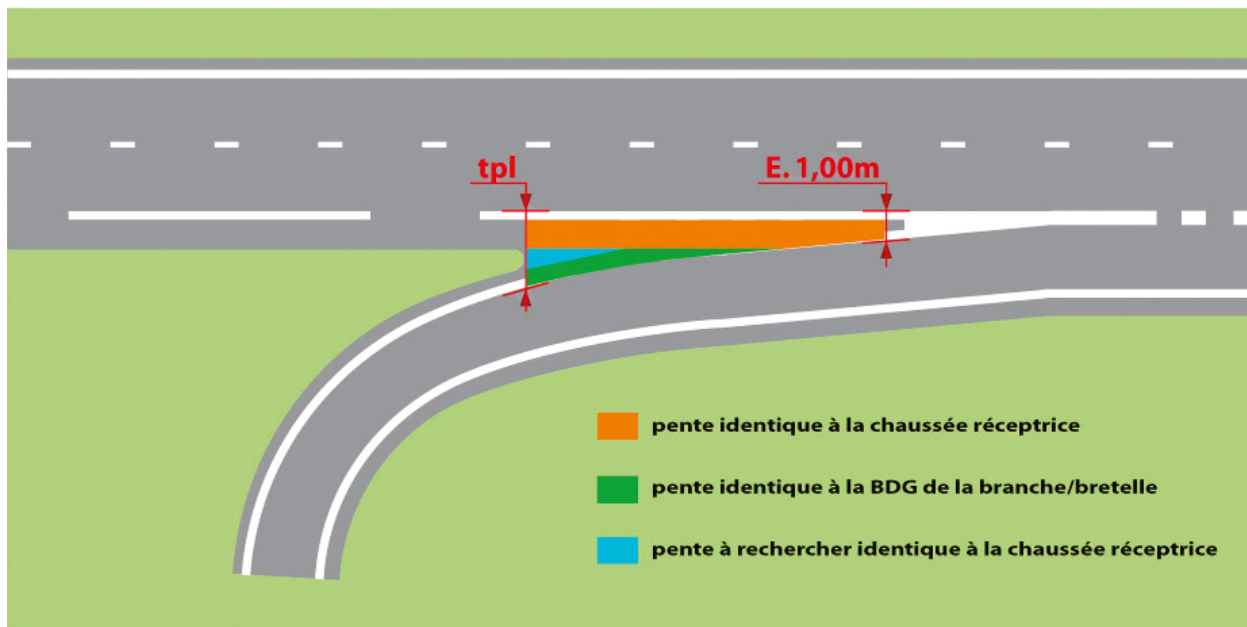 tpl
E. 1,00m
pente identique à la chaussée réceptrice
pente identique à la BDG de la branche/bretelle
pente à rechercher identique à la chaussée réceptrice